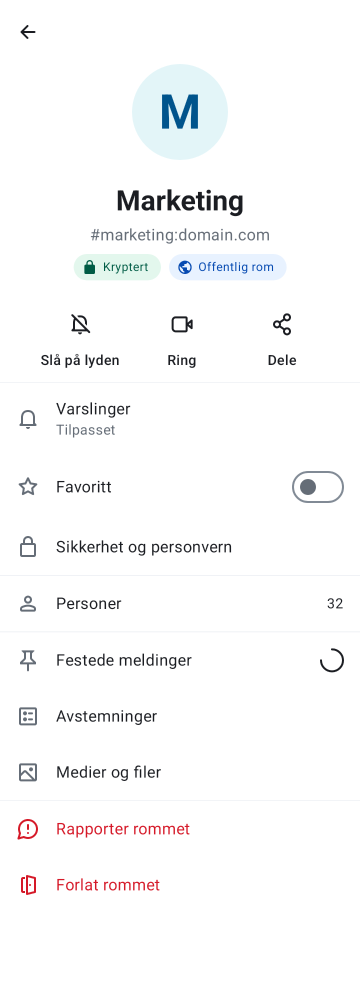 M
Marketing
#marketing:domain.com
Kryptert
Offentlig rom
Slå på lyden
Ring
Dele
Varslinger
Tilpasset
Favoritt
Sikkerhet og personvern
Personer
32
Festede meldinger
Avstemninger
Medier og filer
Rapporter rommet
Forlat rommet